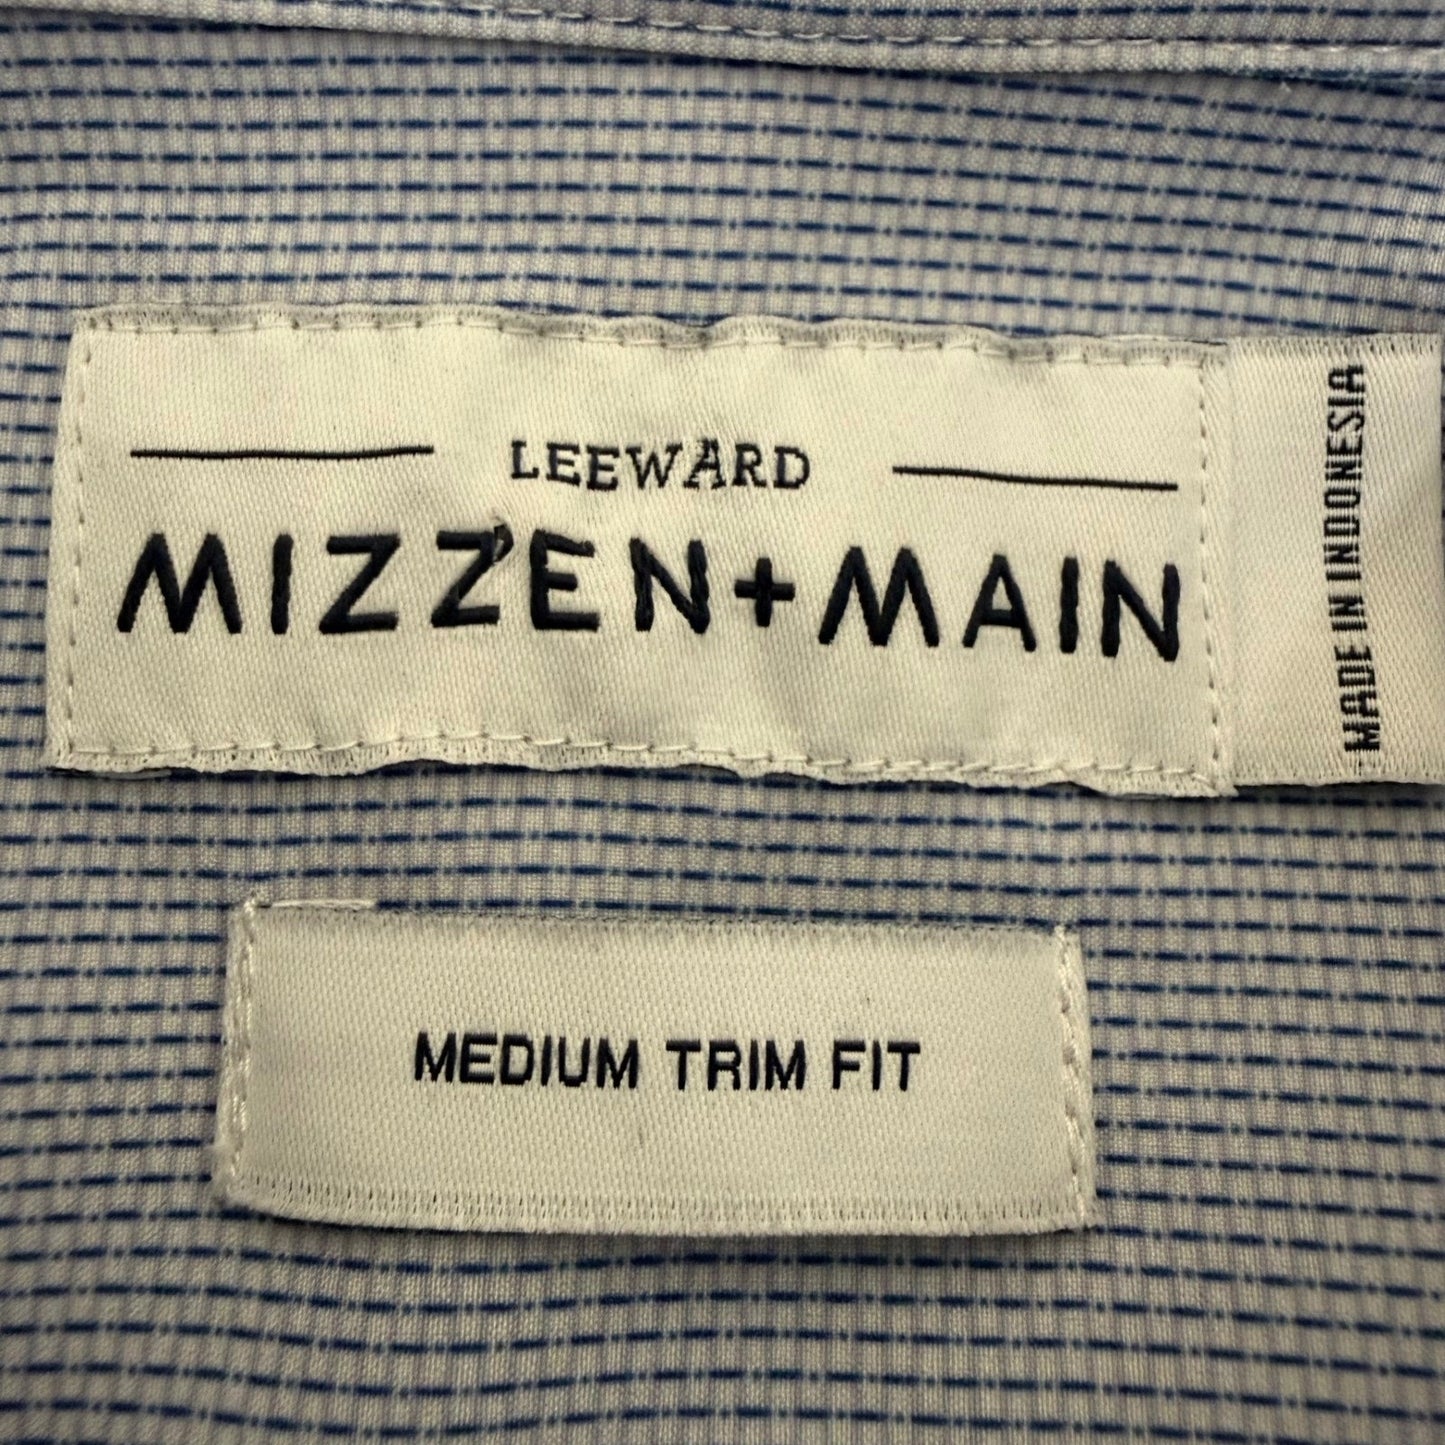 LEEWARD
MIZZEN+MAIN
MADE IN INDONESIA
MEDIUM TRIM FIT